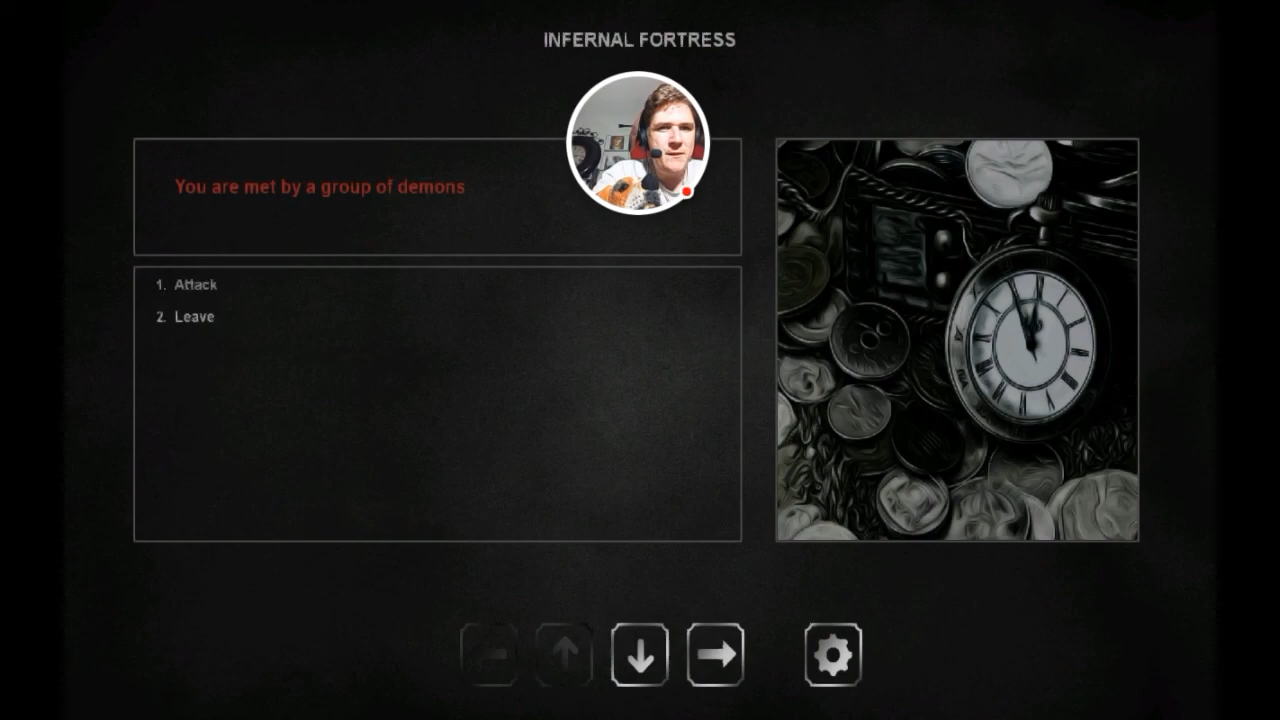 INFERNAL FORTRESS
You are met by a group of demons
1. Attack
2. Leave